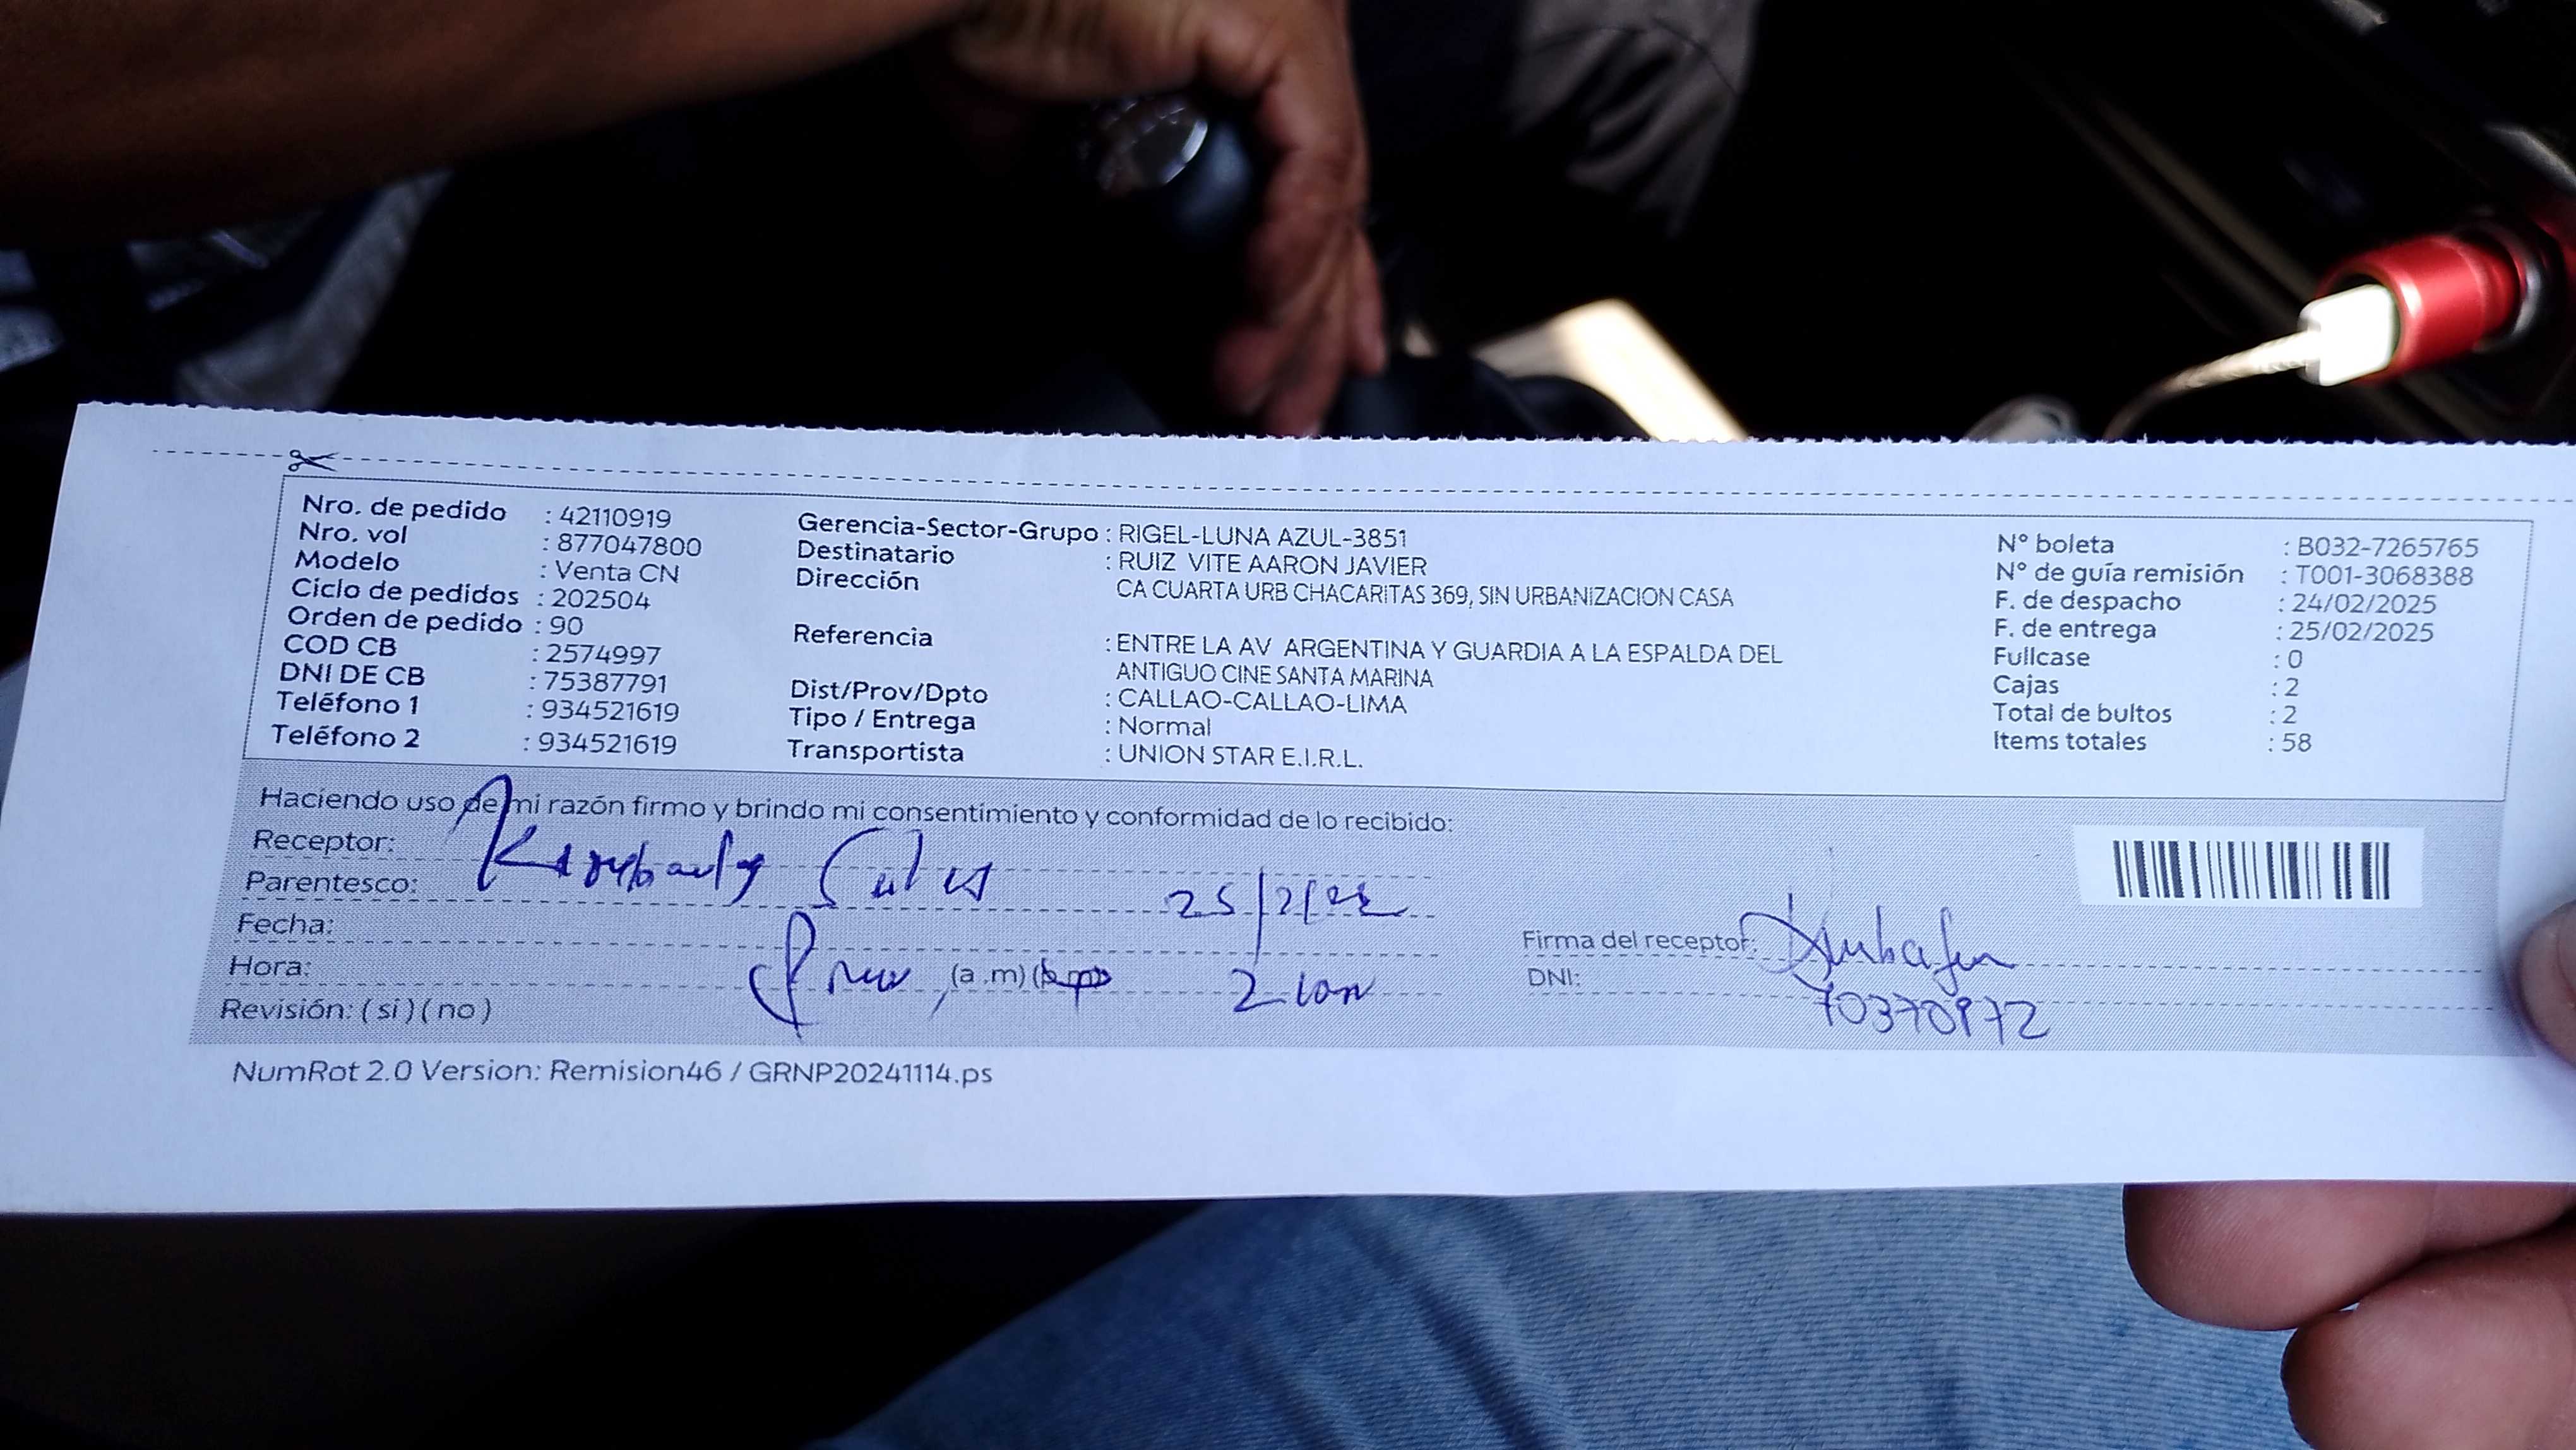 Nro. de pedido : 42110919
Nro. vol : 877047800
Modelo : Venta CN
Ciclo de pedidos : 202504
Orden de pedido : 90
COD CB : 2574997
DNI DE CB : 75387791
Teléfono 1 : 934521619
Teléfono 2 : 934521619
Gerencia-Sector-Grupo : RIGEL-LUNA AZUL-3851
Destinatario : RUIZ VITE AARON JAVIER
Dirección CA CUARTA URB CHACARITAS 369, SIN URBANIZACION CASA
Referencia : ENTRE LA AV ARGENTINA Y GUARDIA A LA ESPALDA DEL
ANTIGUO CINE SANTA MARINA
Dist/Prov/Dpto : CALLAO-CALLAO-LIMA
Tipo / Entrega : Normal
Transportista : UNION STAR E.I.R.L.
N° boleta : B032-7265765
N° de guía remisión : T001-3068388
F. de despacho : 24/02/2025
F. de entrega : 25/02/2025
Fullcase : 0
Cajas : 2
Total de bultos : 2
Items totales : 58
Haciendo uso de mi razón firmo y brindo mi consentimiento y conformidad de lo recibido:
Receptor:
Parentesco:
Fecha:
Hora: (a.m)
Revisión: ( si ) ( no )
Firma del receptor:
DNI: 70370972
NumRot 2.0 Version: Remision46 / GRNP20241114.ps